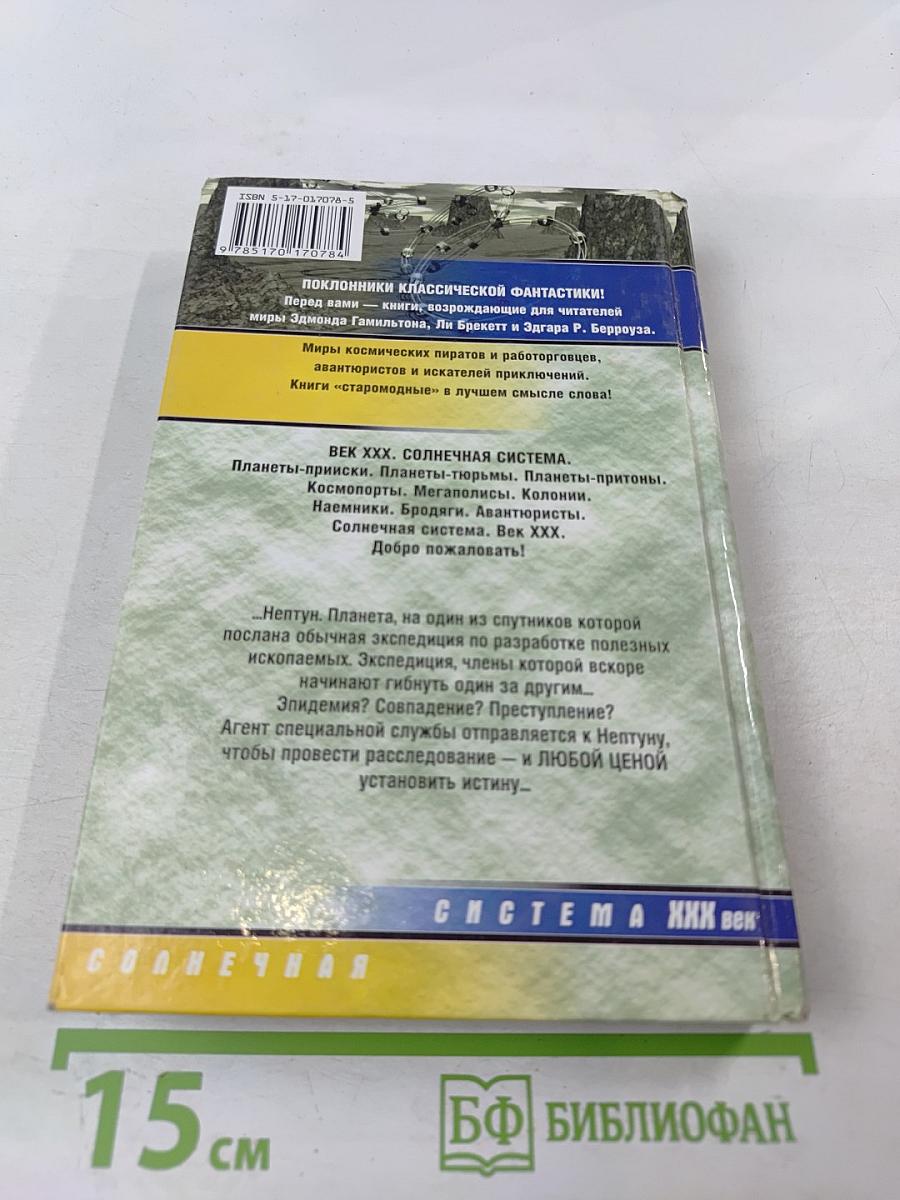 ISBN 5-17-017078-5
9 785170 170784
ПОКЛОННИКИ КЛАССИЧЕСКОЙ ФАНТАСТИКИ!
Перед вами — книги, возрождающие для читателей
миры Эдмонда Гамильтона, Ли Брекетт и Эдгара Р. Берроуза.
Миры космических пиратов и работорговцев,
авантюристов и искателей приключений.
Книги «старомодные» в лучшем смысле слова!
ВЕК XXX. СОЛНЕЧНАЯ СИСТЕМА.
Планеты-прииски. Планеты-тюрьмы. Планеты-притоны.
Космопорты. Мегаполисы. Колонии.
Наемники. Бродяги. Авантюристы.
Солнечная система. Век XXX.
Добро пожаловать!
...Нептун. Планета, на один из спутников которой
послана обычная экспедиция по разработке полезных
ископаемых. Экспедиция, члены которой вскоре
начинают гибнуть один за другим...
Эпидемия? Совпадение? Преступление?
Агент специальной службы отправляется к Нептуну,
чтобы провести расследование — и ЛЮБОЙ ЦЕНОЙ
установить истину...
СИСТЕМА XXX век
СОЛНЕЧНАЯ
15 см
БФ БИБЛИОФАН